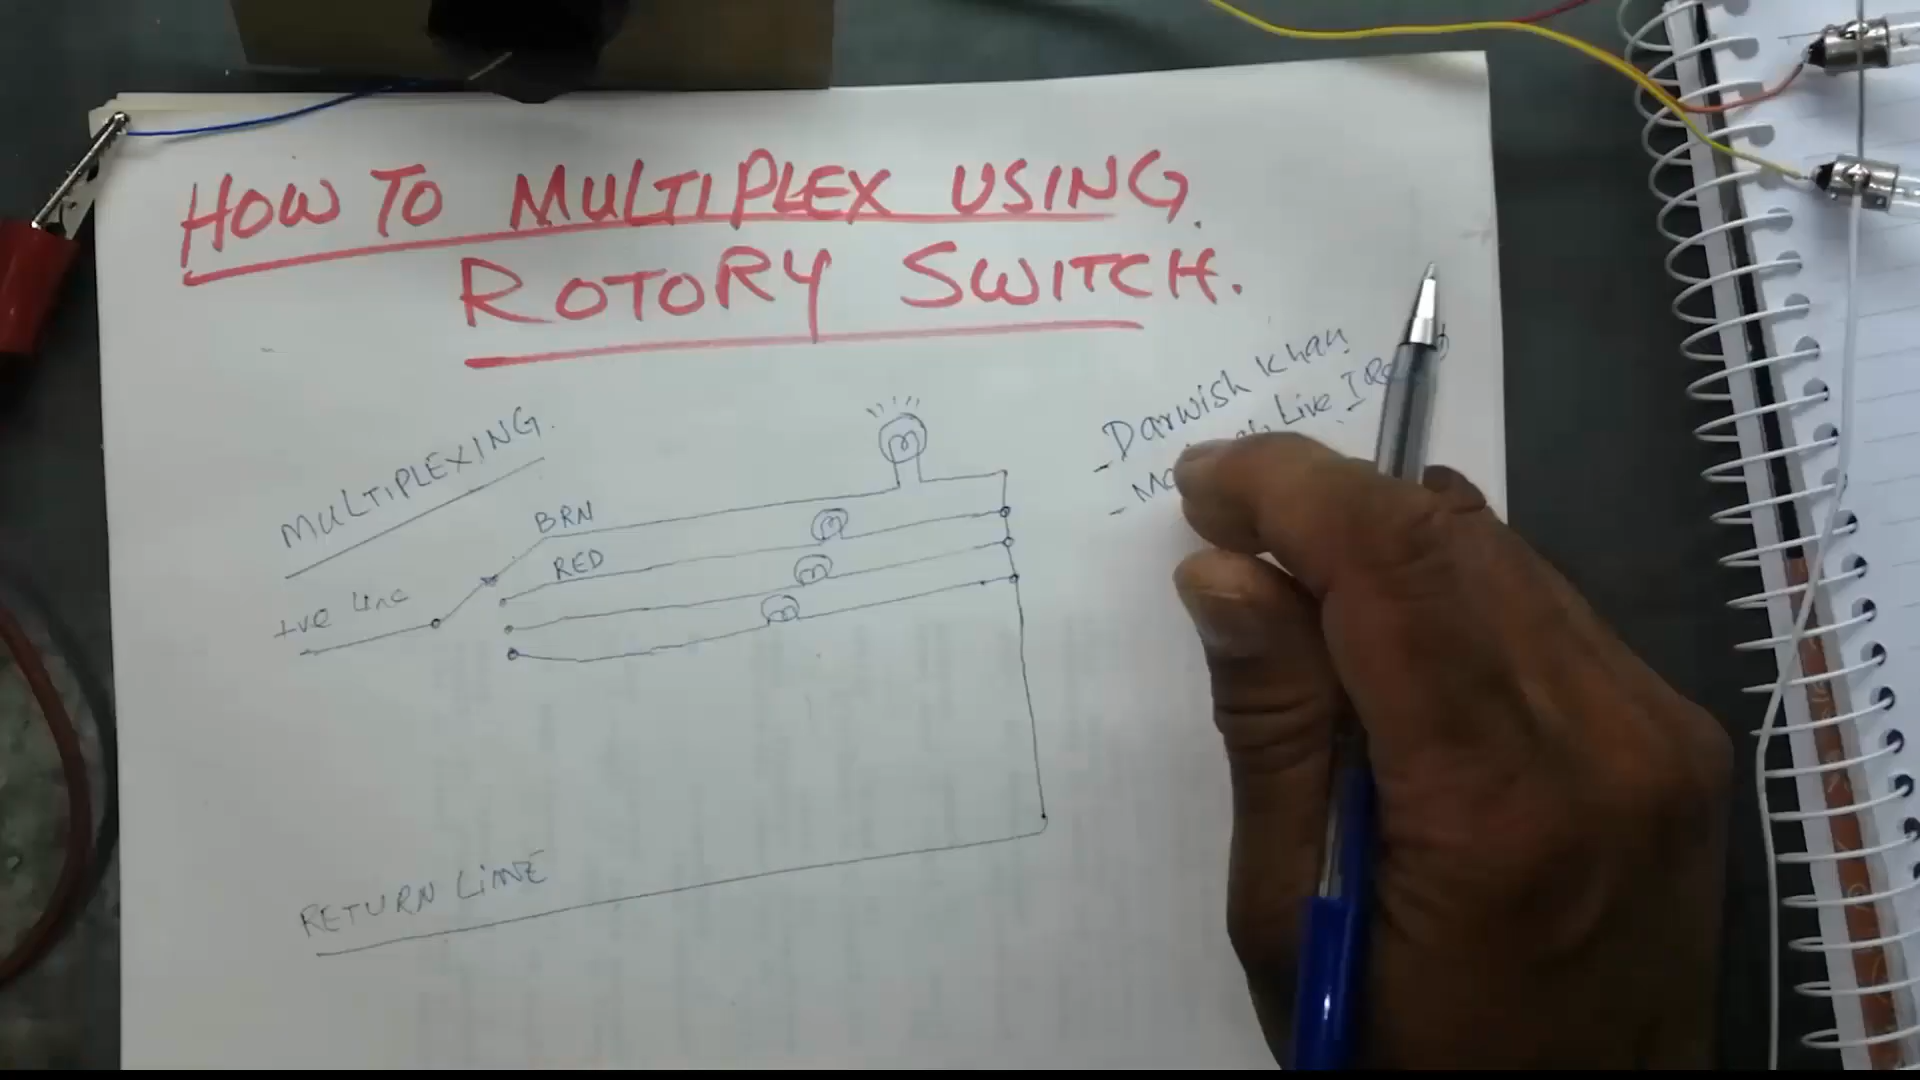 HOW TO MULTIPLEX USING.
ROTORY SWITCH.
- Darwish Khan
Live
MULTIPLEXING.
BRN
RED
+ve Line
RETURN LINE